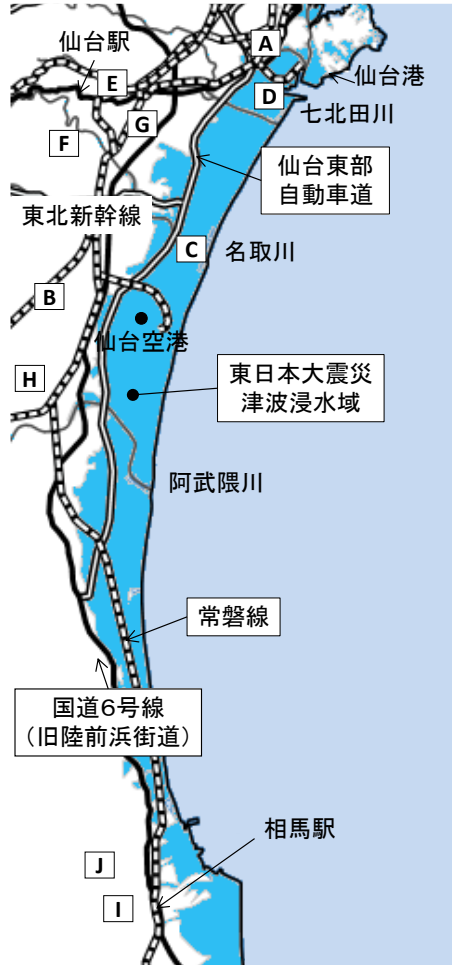 仙台駅
A
仙台港
E
D
七北田川
G
F
仙台東部
自動車道
東北新幹線
C
名取川
B
仙台空港
H
東日本大震災
津波浸水域
阿武隈川
常磐線
国道6号線
（旧陸前浜街道）
相馬駅
J
I